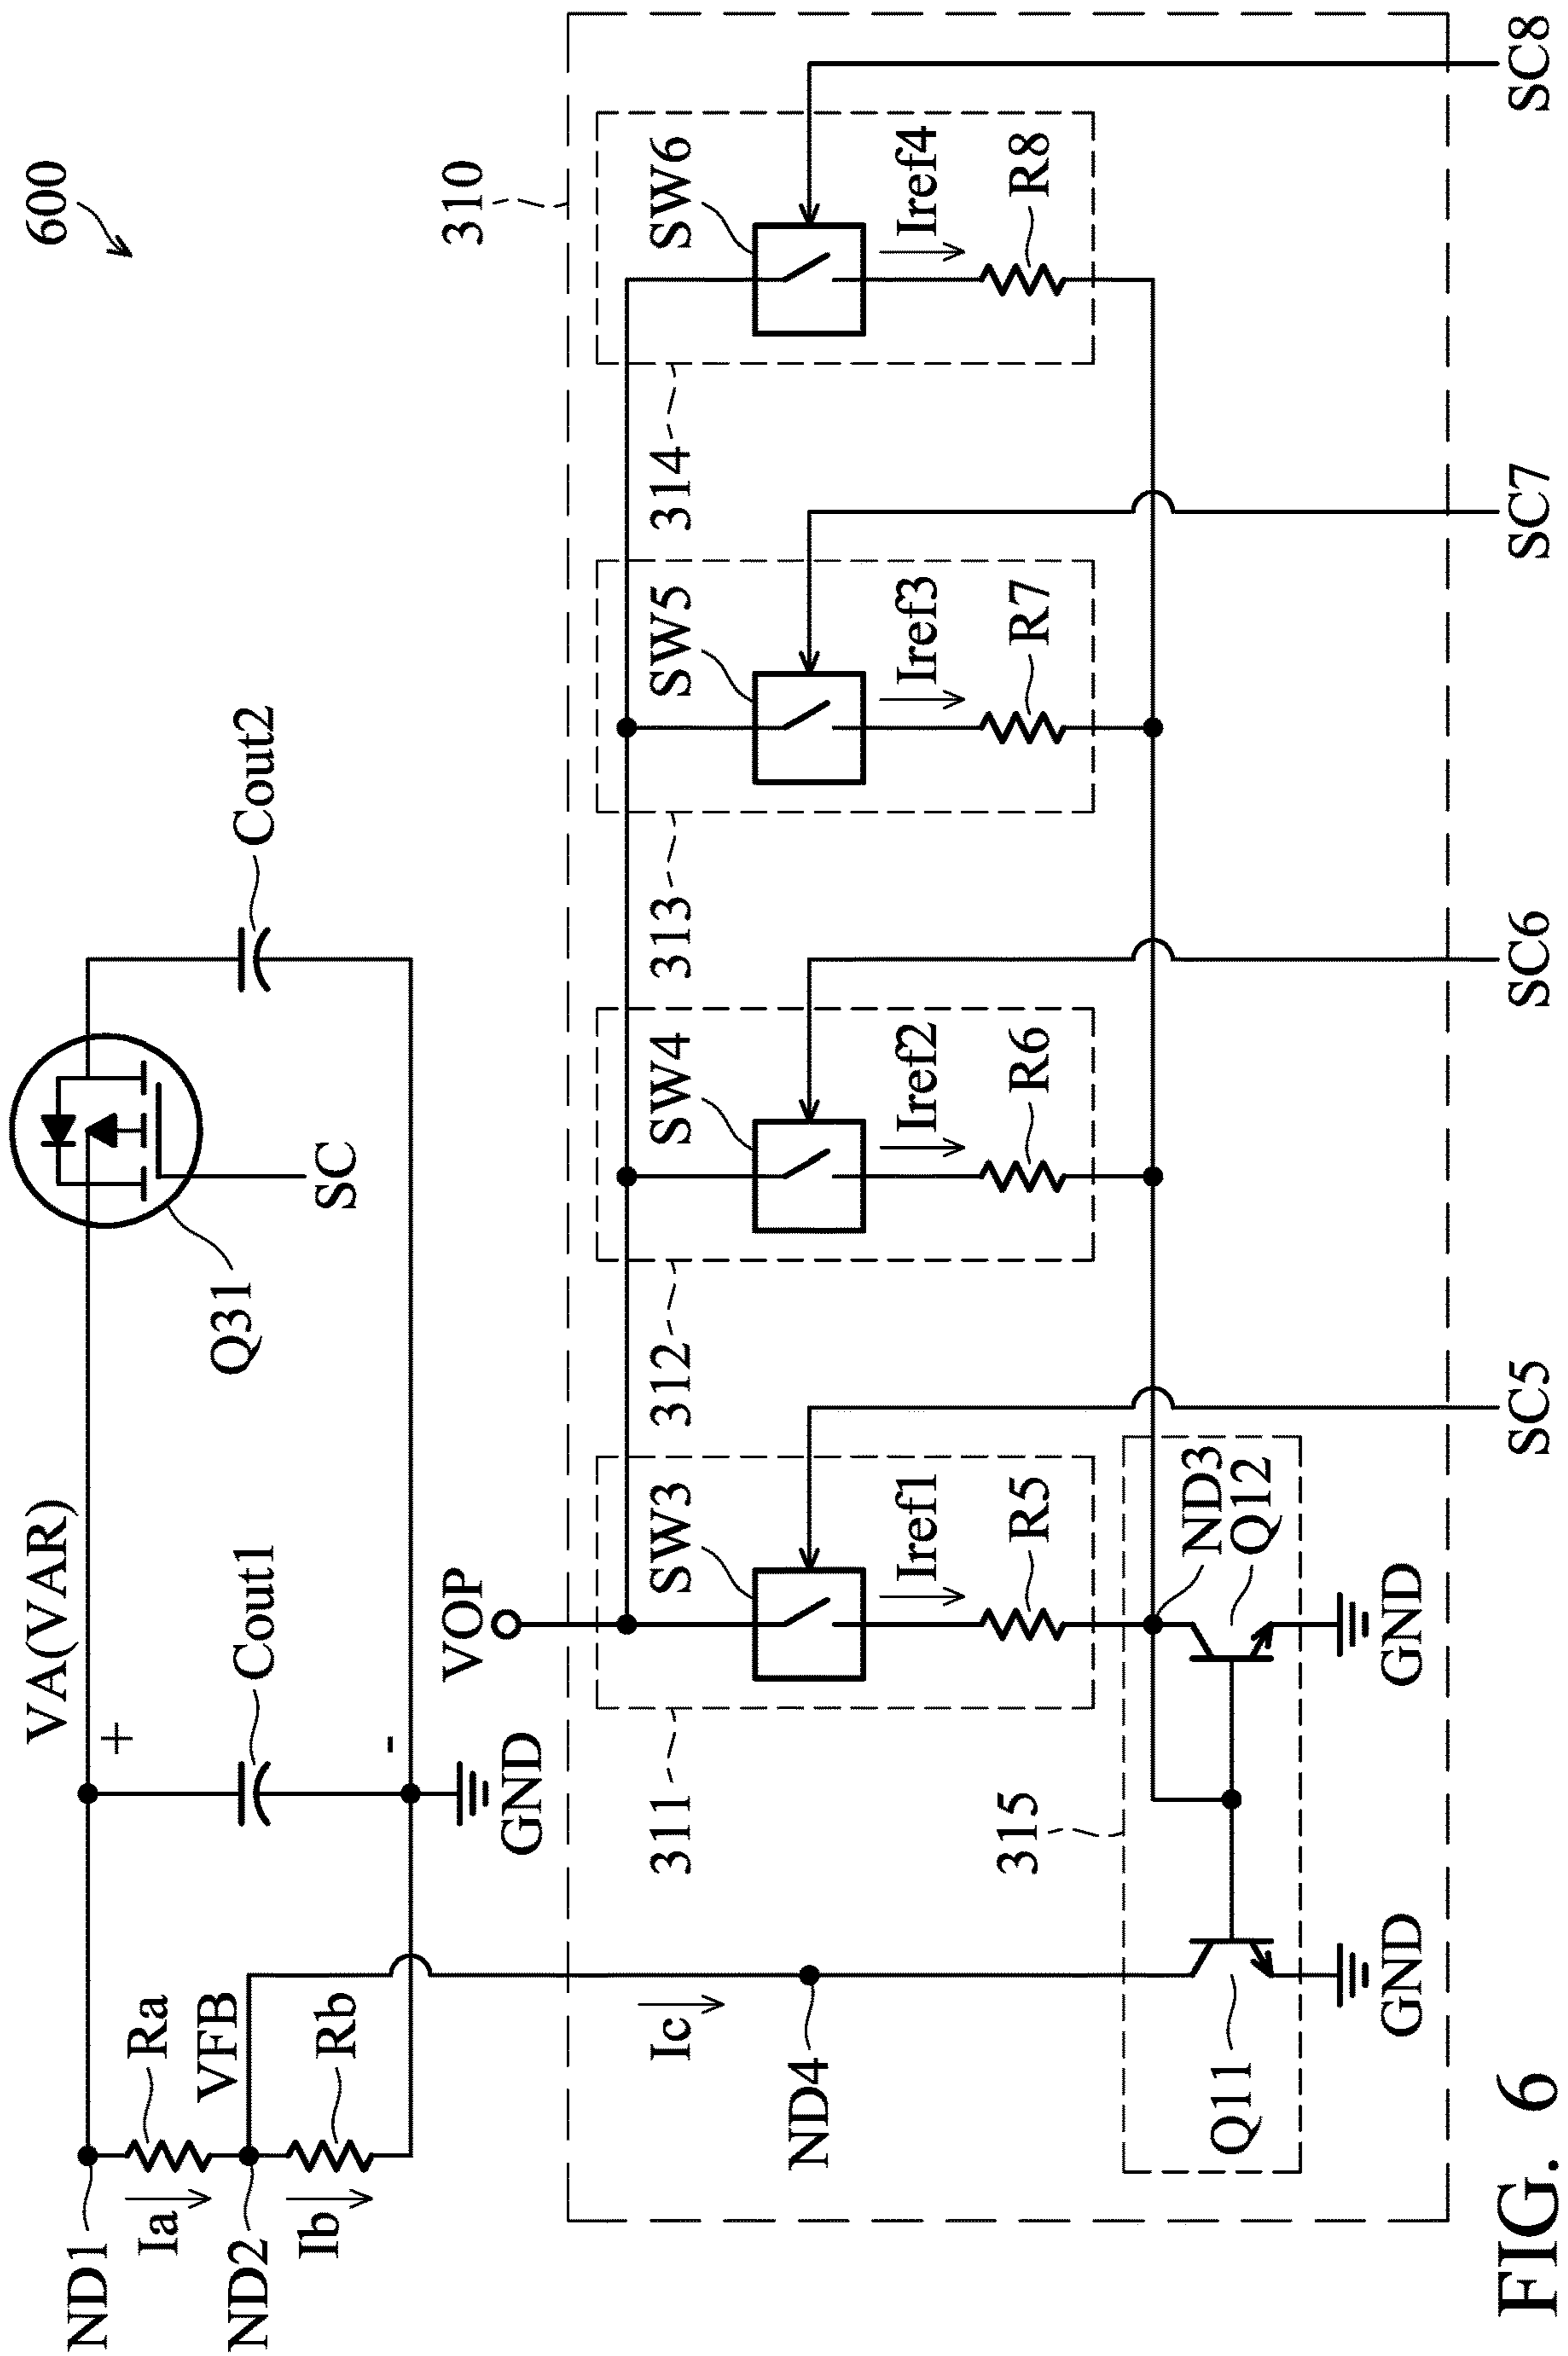 600
Cout2
Q31
SC
VA(VAR)
+
-
Cout1
GND
ND1
Ra
Ia
VFB
ND2
Rb
Ib
310
VOP
SW3
SW4
SW5
SW6
311
312
313
314
Iref1
Iref2
Iref3
Iref4
R5
R6
R7
R8
Ic
ND4
315
ND3
Q12
Q11
GND
GND
SC5
SC6
SC7
SC8
FIG. 6